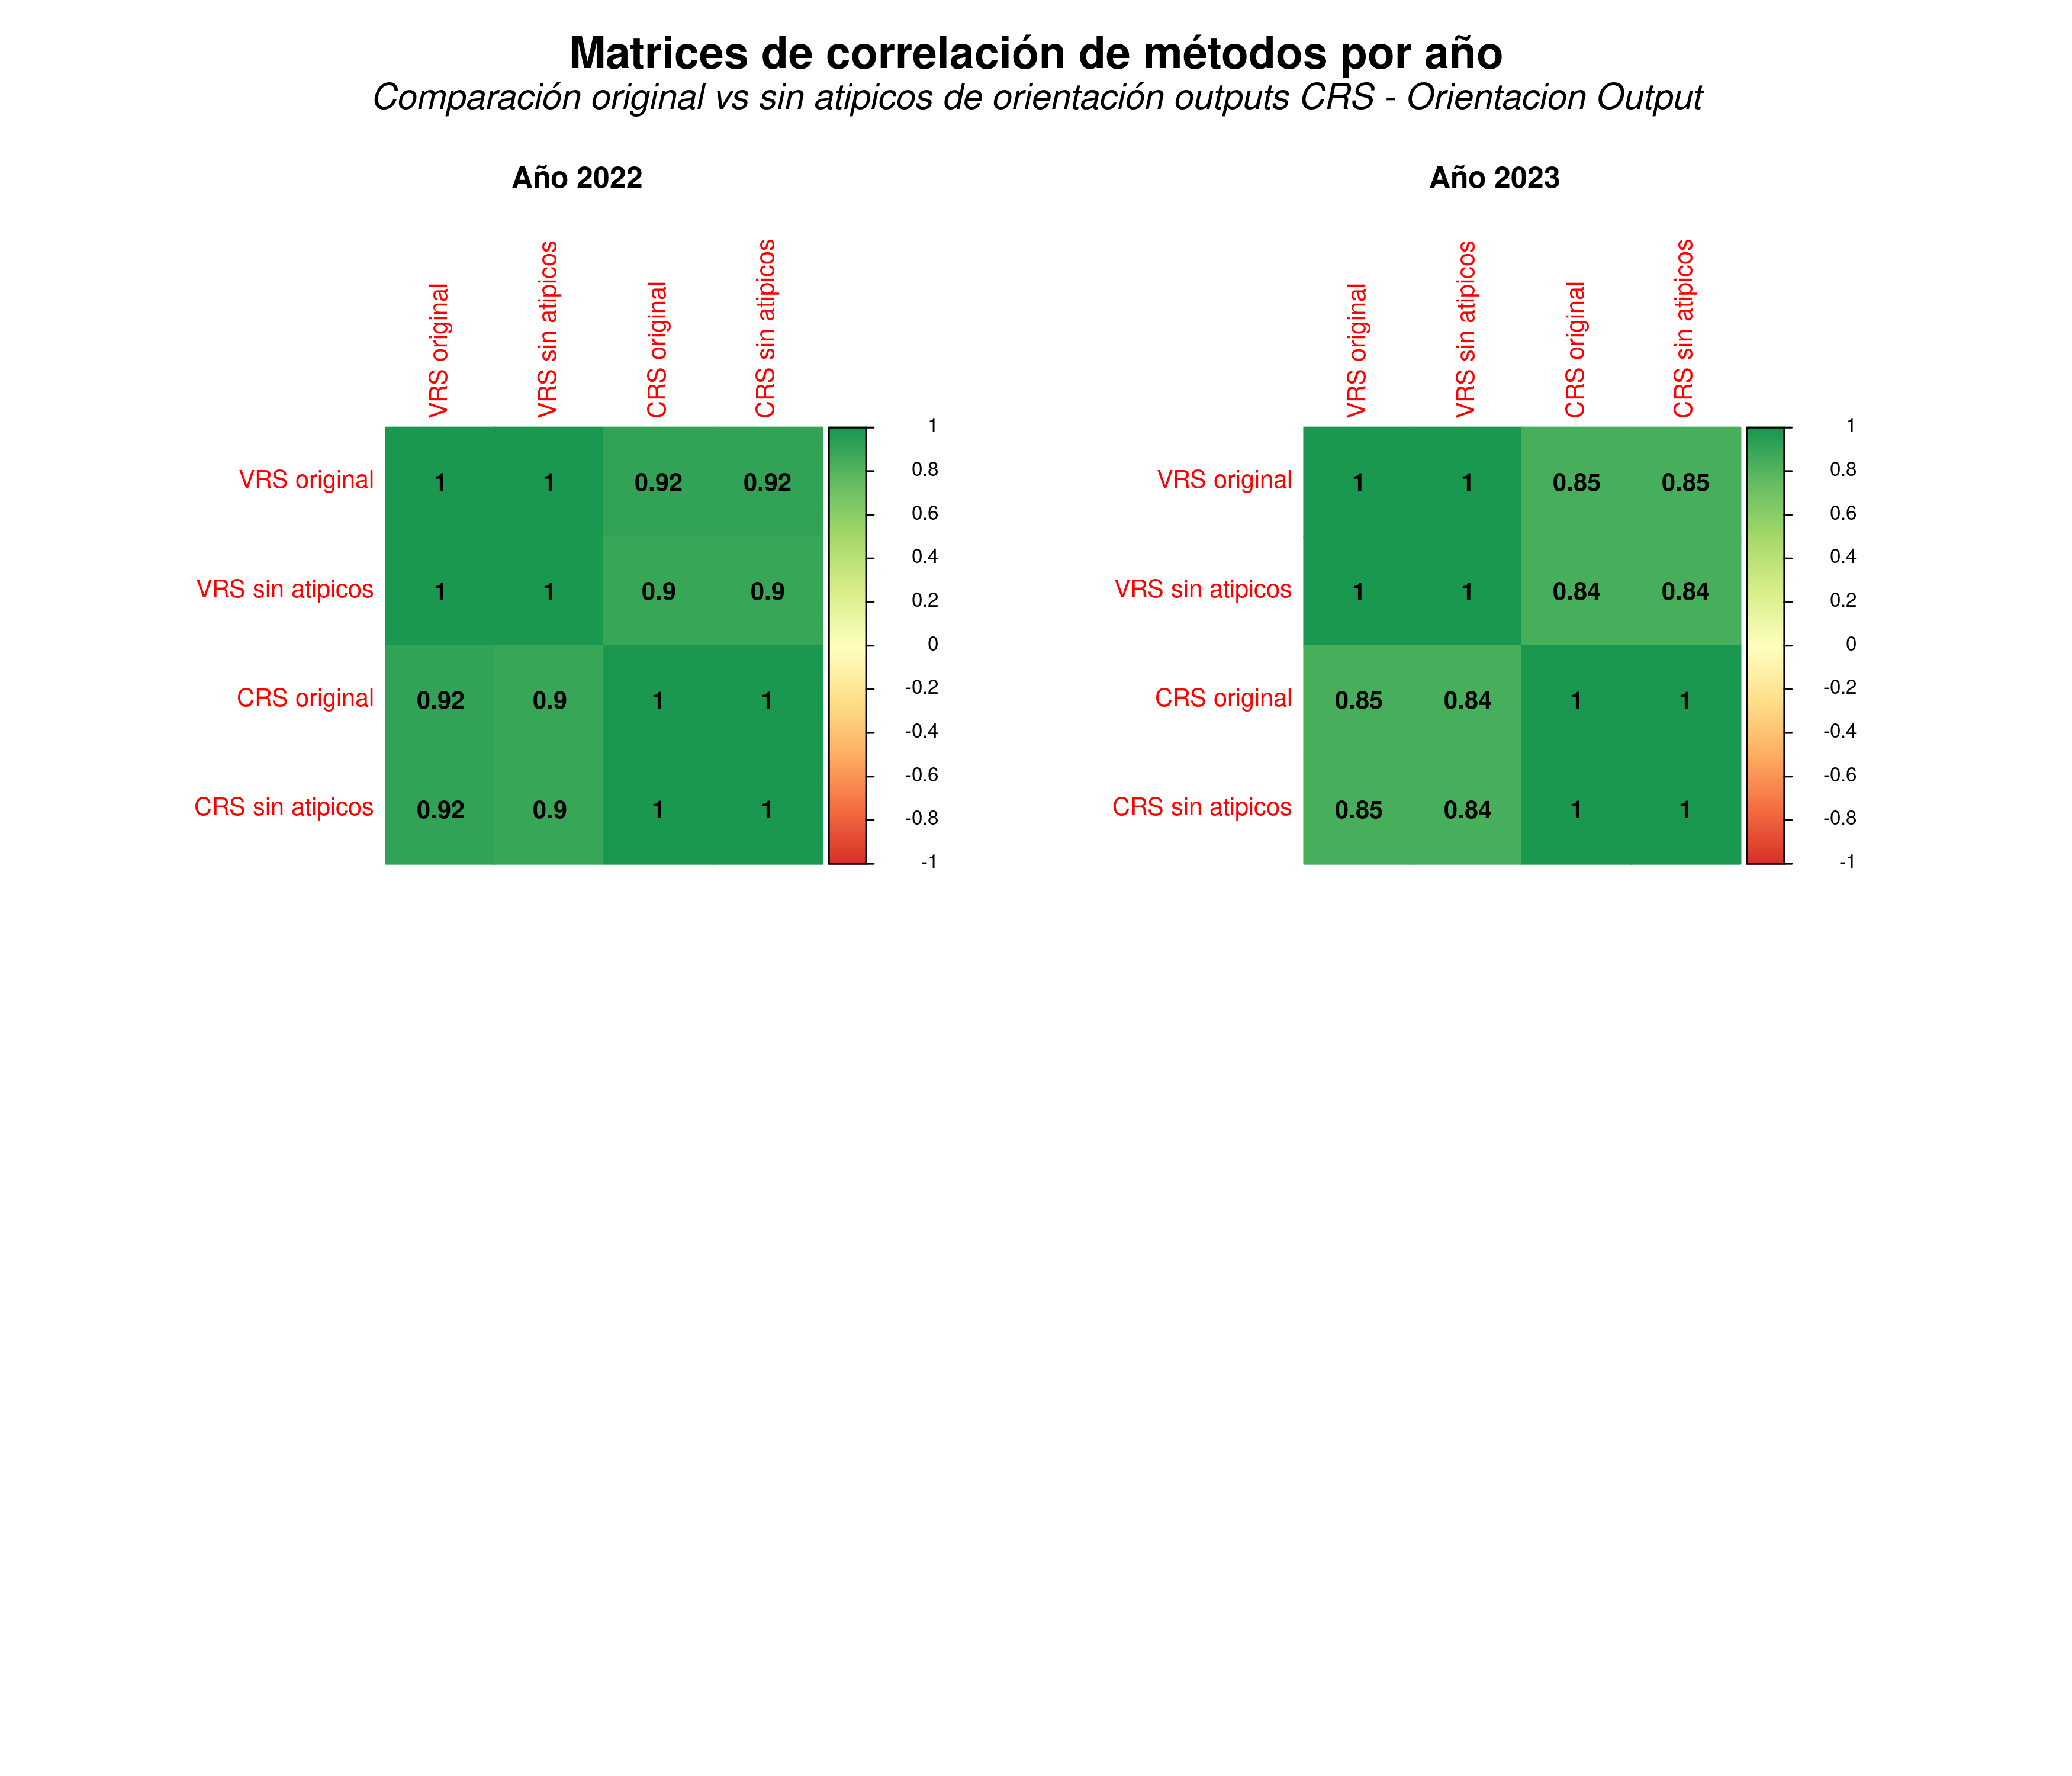 Matrices de correlación de métodos por año
Comparación original vs sin atipicos de orientación outputs CRS - Orientacion Output
Año 2022
VRS original
VRS sin atipicos
CRS original
CRS sin atipicos
VRS original 1 1 0.92 0.92
VRS sin atipicos 1 1 0.9 0.9
CRS original 0.92 0.9 1 1
CRS sin atipicos 0.92 0.9 1 1
1
0.8
0.6
0.4
0.2
0
-0.2
-0.4
-0.6
-0.8
-1
Año 2023
VRS original
VRS sin atipicos
CRS original
CRS sin atipicos
VRS original 1 1 0.85 0.85
VRS sin atipicos 1 1 0.84 0.84
CRS original 0.85 0.84 1 1
CRS sin atipicos 0.85 0.84 1 1
1
0.8
0.6
0.4
0.2
0
-0.2
-0.4
-0.6
-0.8
-1